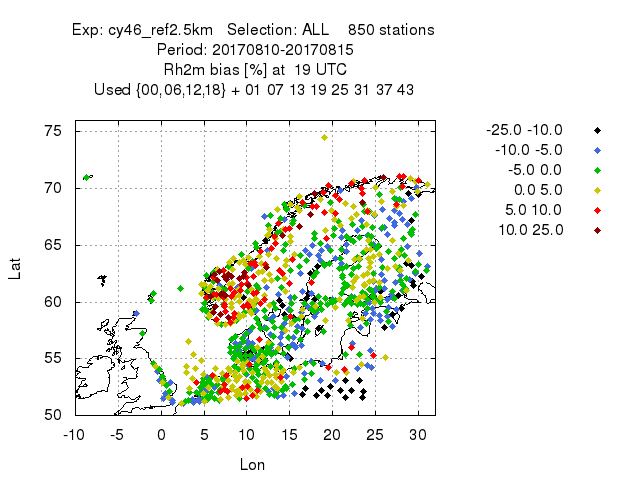 Exp: cy46_ref2.5km   Selection: ALL    850 stations
Period: 20170810-20170815
Rh2m bias [%] at  19 UTC
Used {00,06,12,18} + 01 07 13 19 25 31 37 43
-25.0 -10.0
-10.0 -5.0
-5.0 0.0
0.0 5.0
5.0 10.0
10.0 25.0
75
70
65
60
55
50
Lat
-10 -5 0 5 10 15 20 25 30
Lon